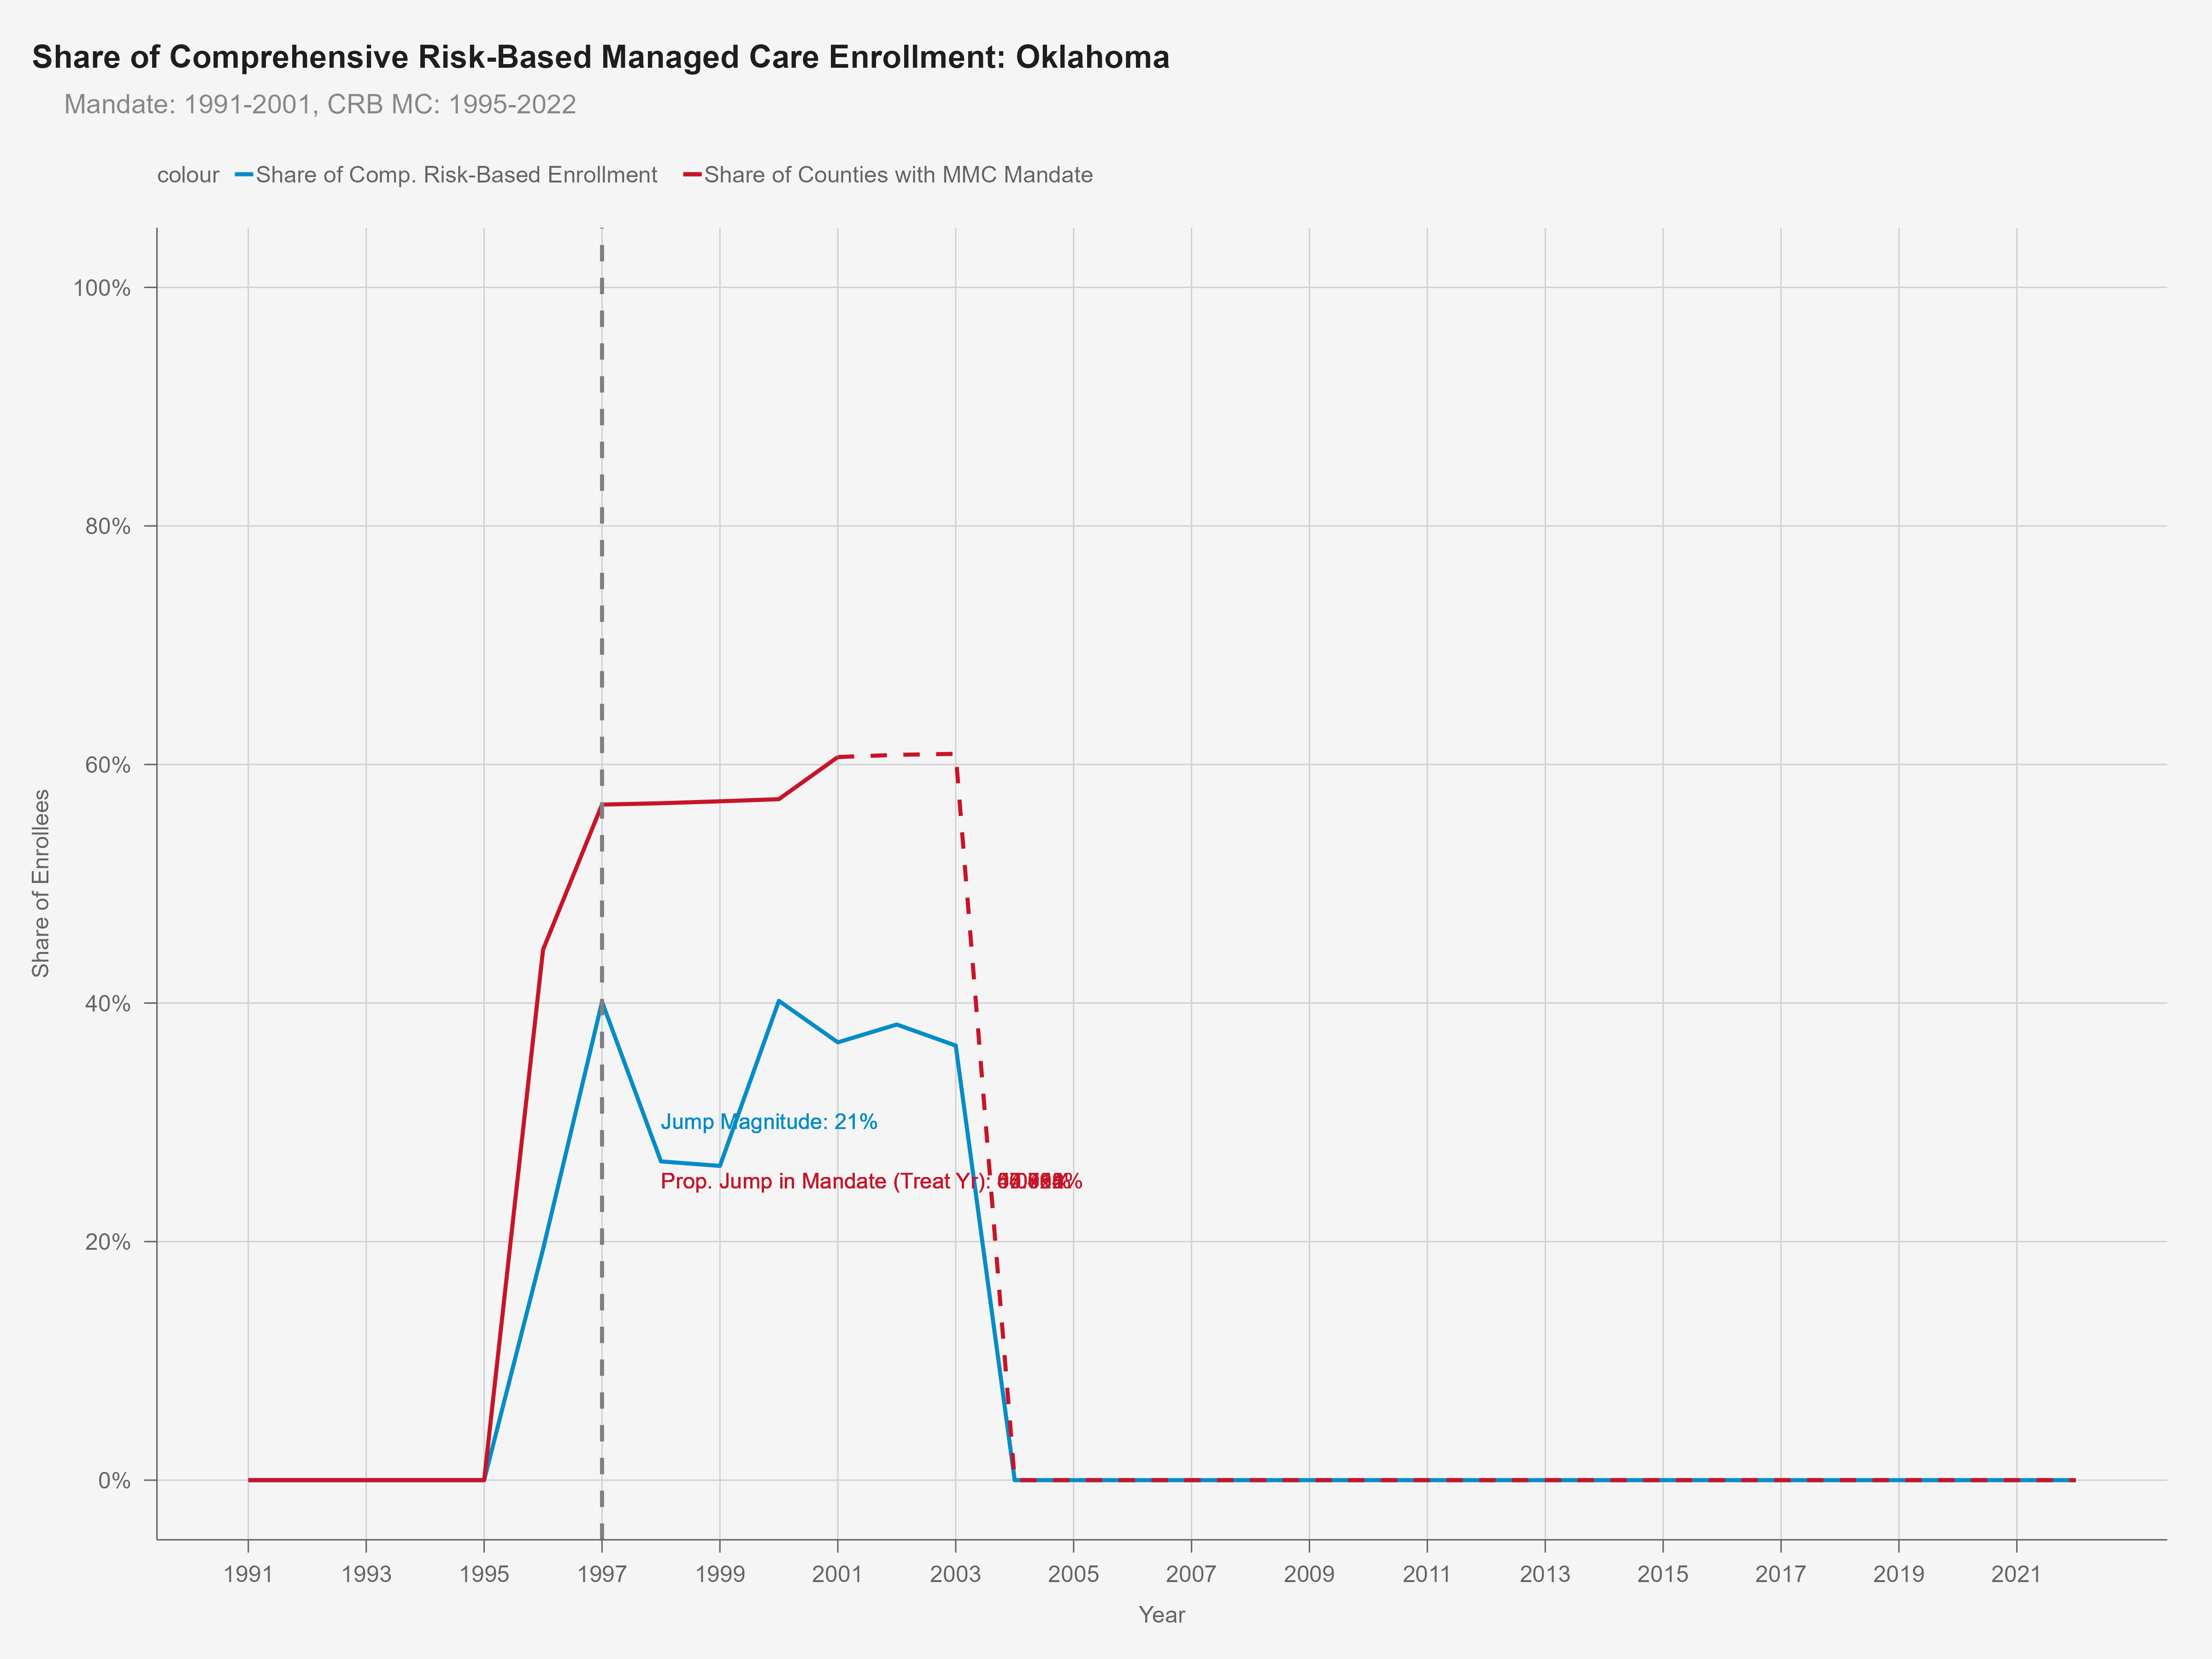 Share of Comprehensive Risk-Based Managed Care Enrollment: Oklahoma
Mandate: 1991-2001, CRB MC: 1995-2022
colour Share of Comp. Risk-Based Enrollment Share of Counties with MMC Mandate
100%
80%
60%
40%
20%
0%
Share of Enrollees
Jump Magnitude: 21%
Prop. Jump in Mandate (Treat Yr):
1991 1993 1995 1997 1999 2001 2003 2005 2007 2009 2011 2013 2015 2017 2019 2021
Year